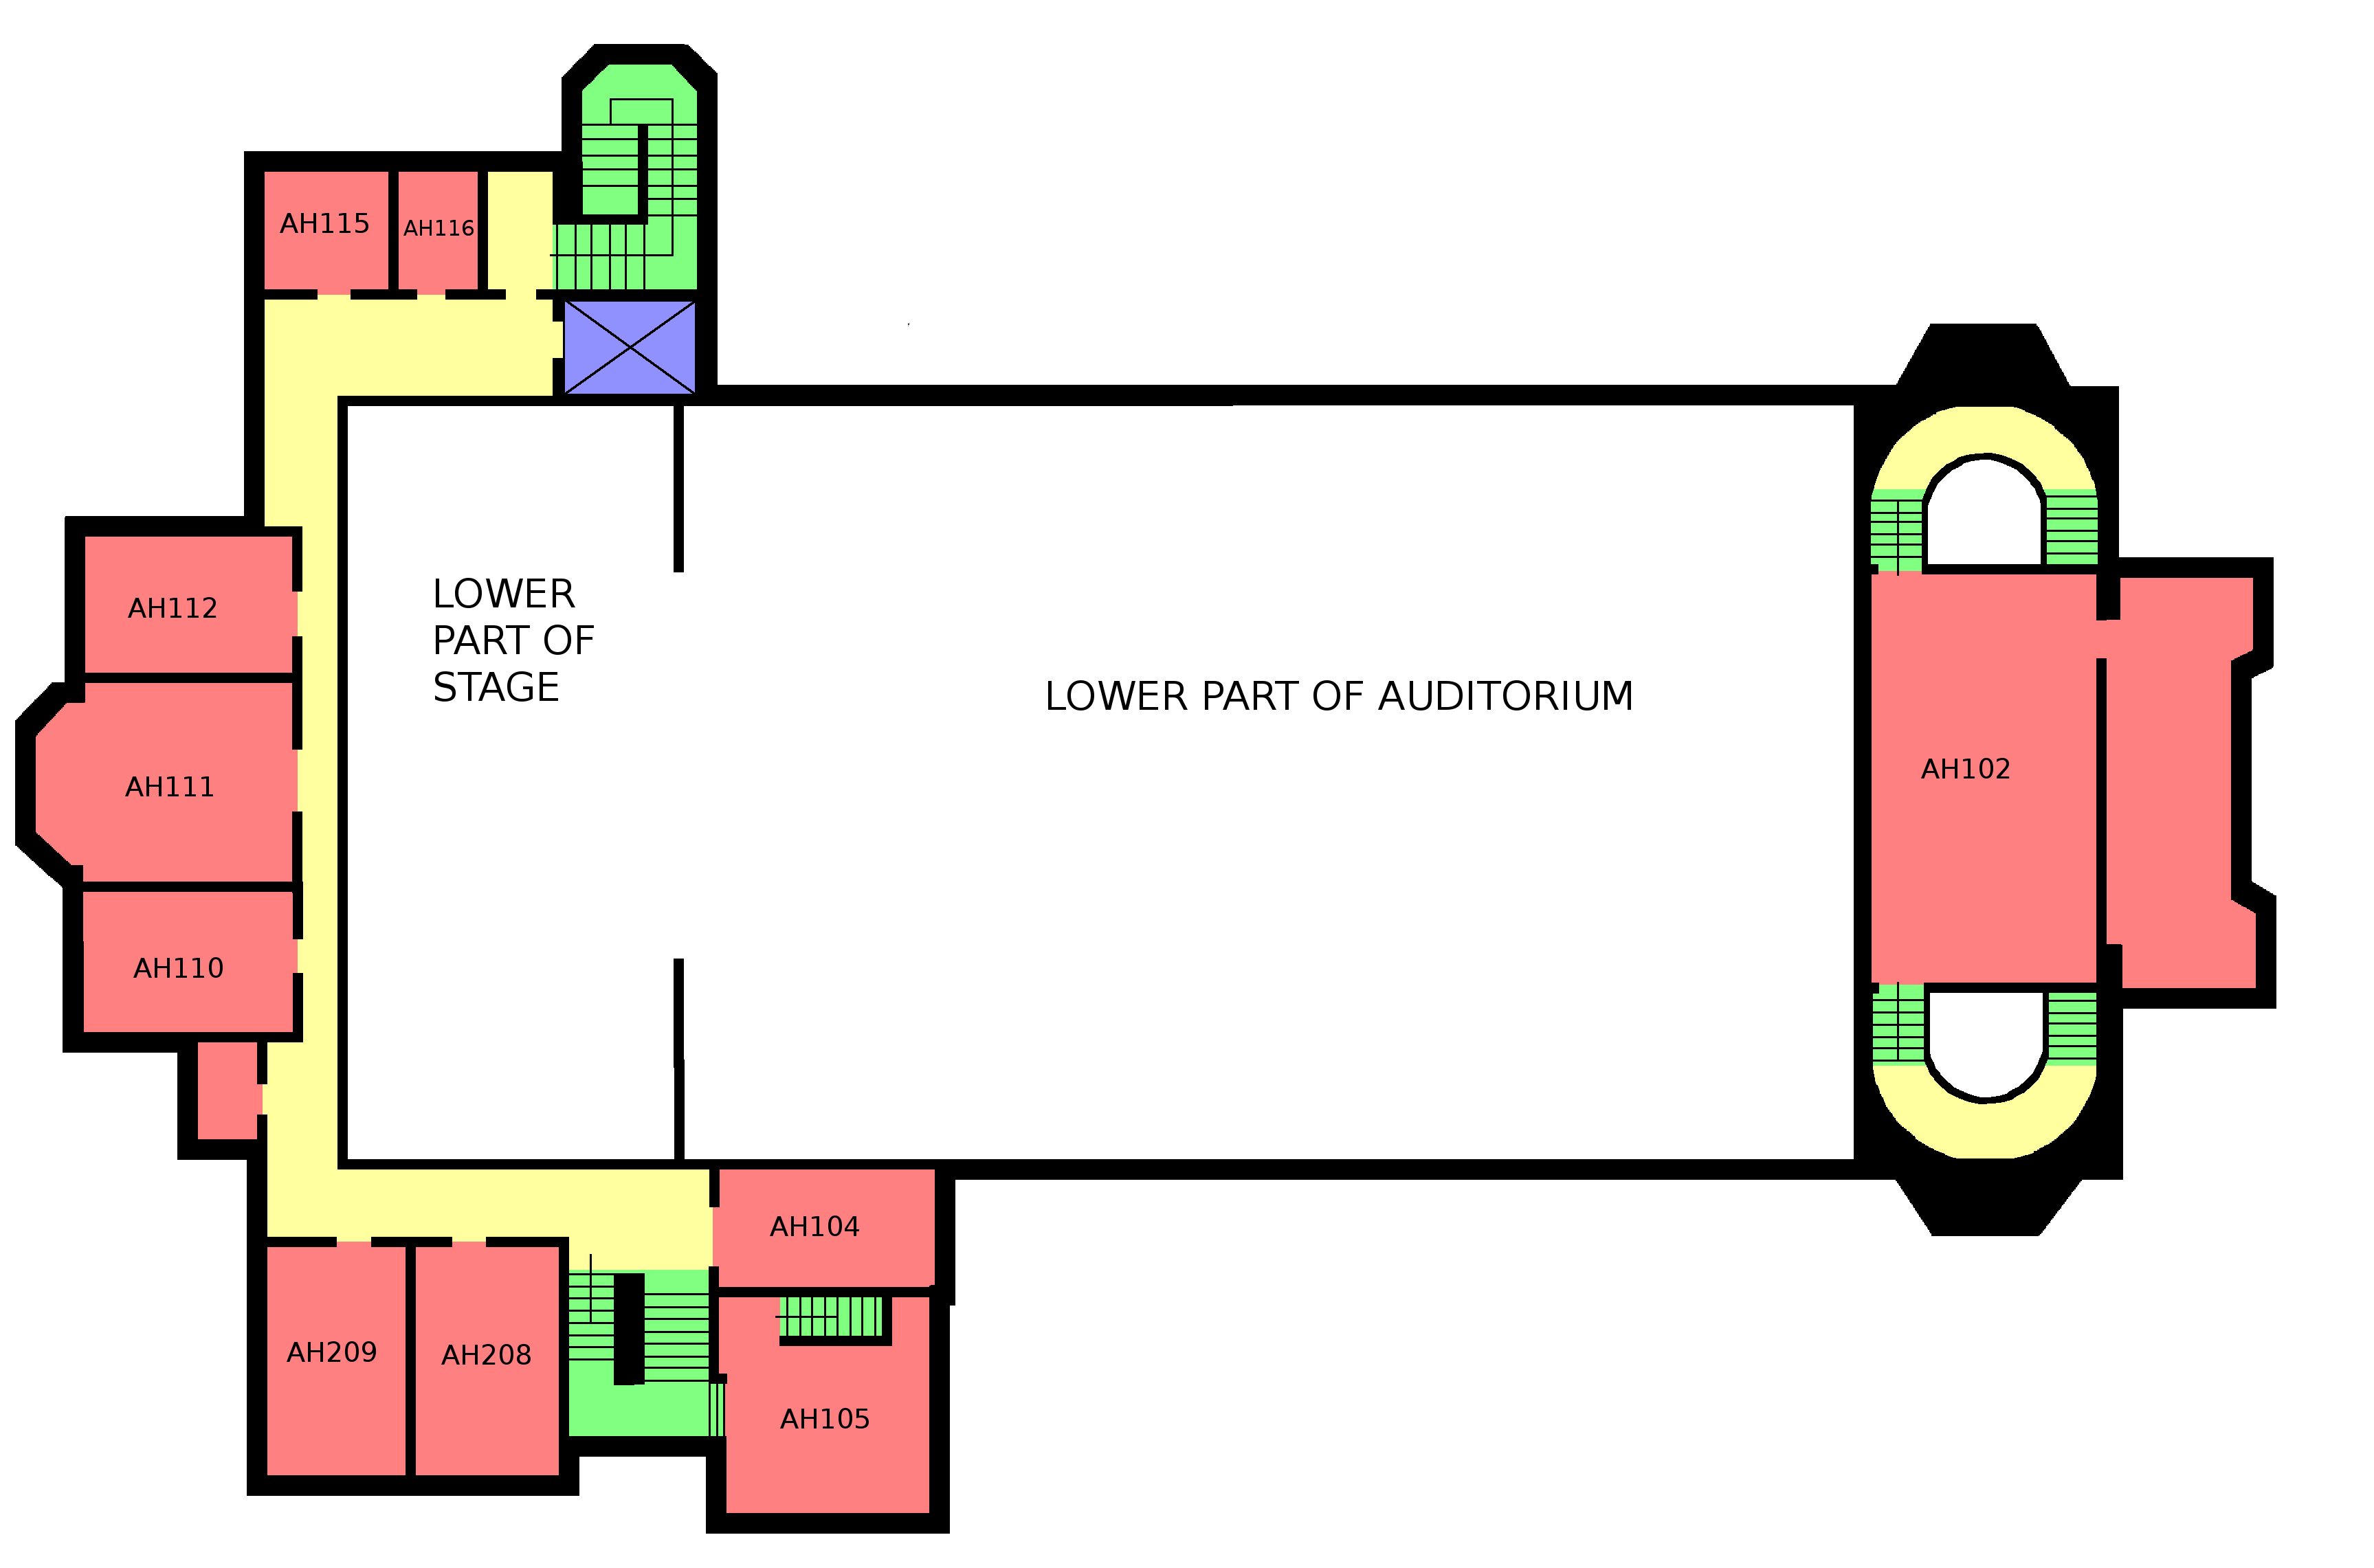 AH115
AH116
LOWER
PART OF
STAGE
AH112
LOWER PART OF AUDITORIUM
AH111
AH102
AH110
AH104
AH209
AH208
AH105